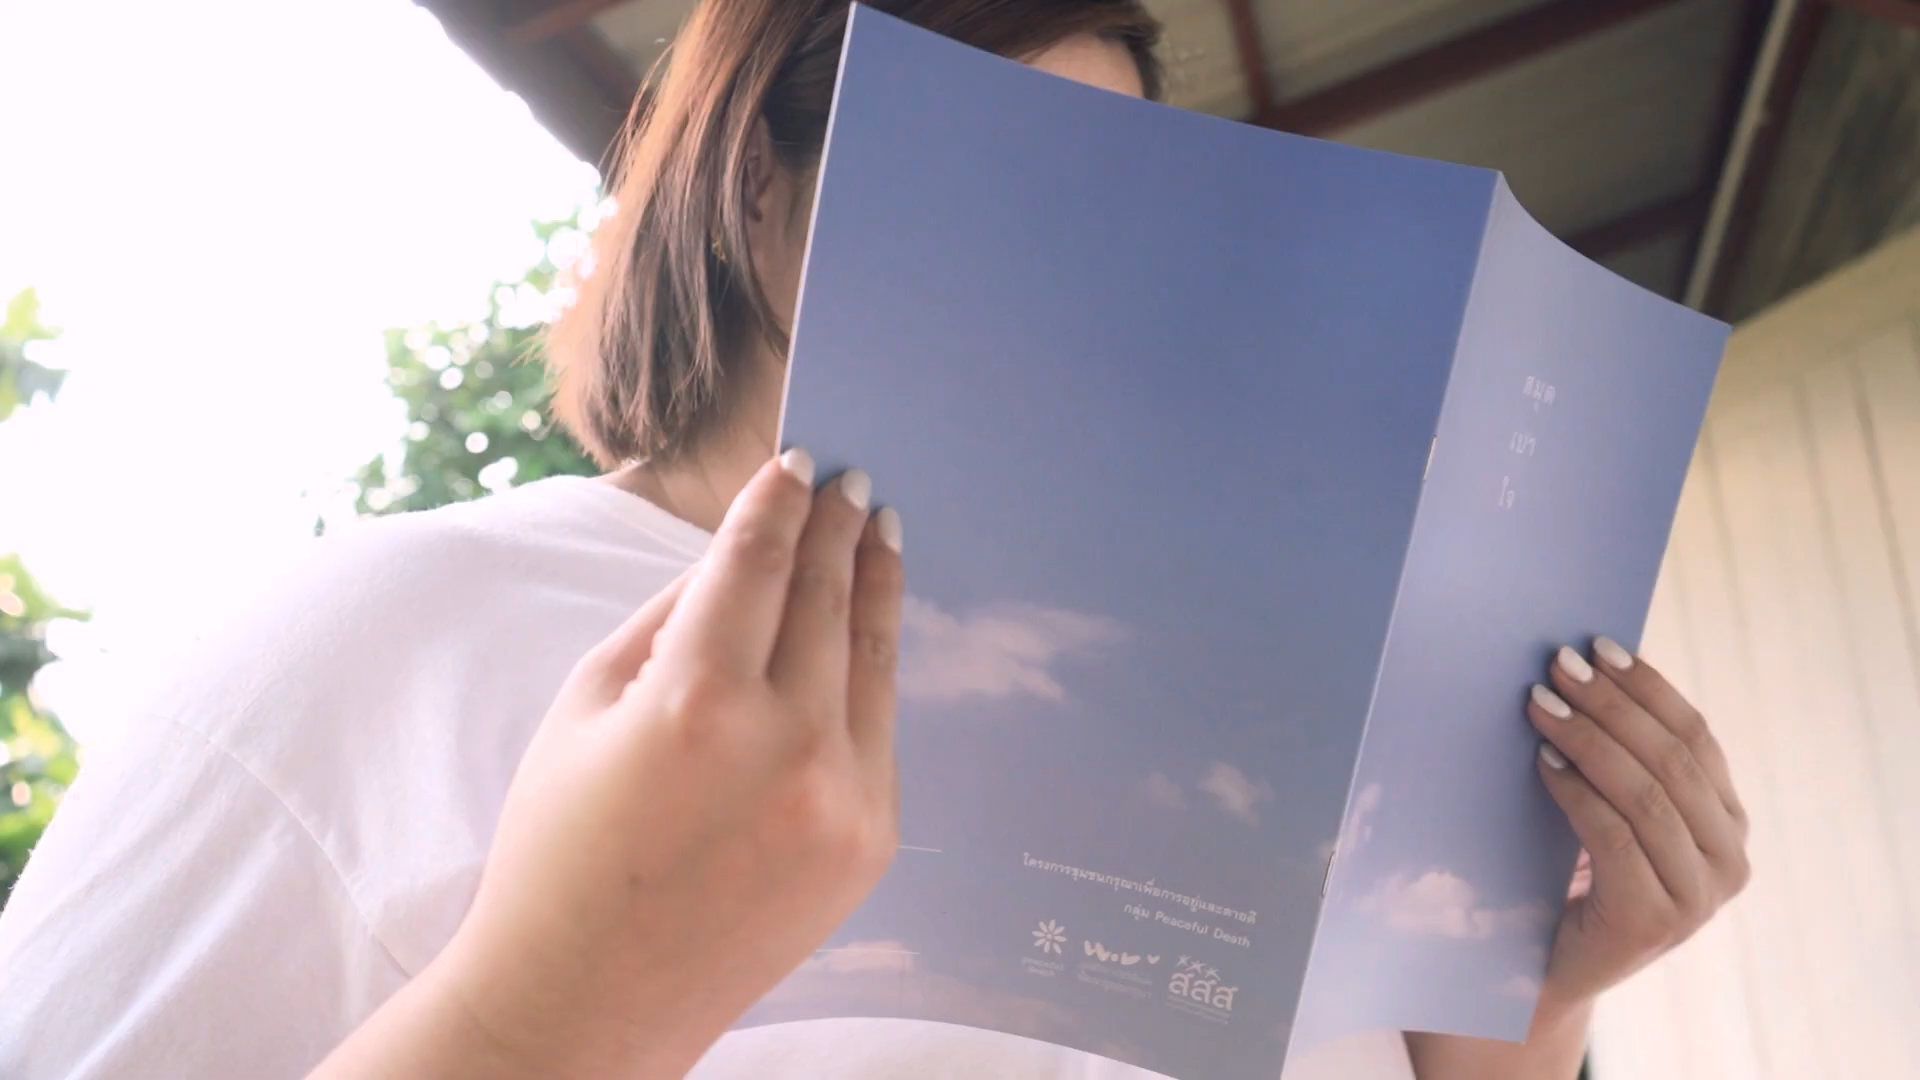 สมุด
เบา
ใจ
โครงการชุมชนกรุณาเพื่อการอยู่และตายดี
กลุ่ม Peaceful Death
สสส